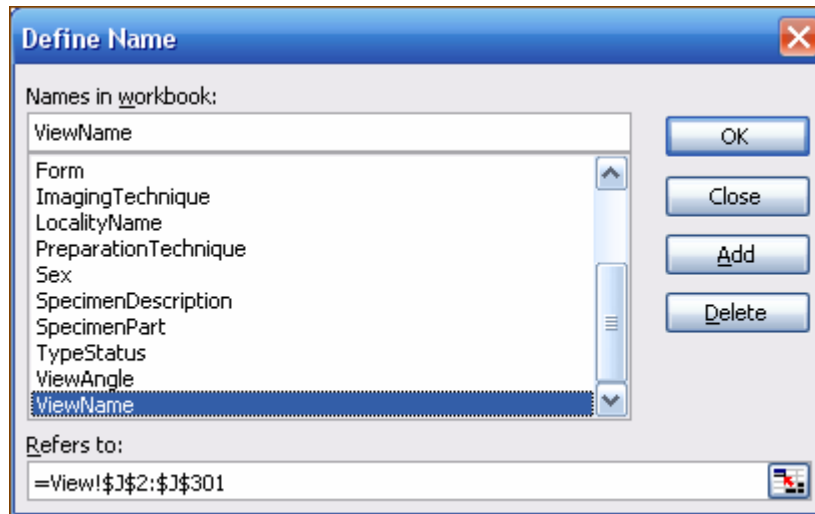 Define Name
Names in workbook:
ViewName
OK
Form
ImagingTechnique
LocalityName
PreparationTechnique
Sex
SpecimenDescription
SpecimenPart
TypeStatus
ViewAngle
ViewName
Close
Add
Delete
Refers to:
=View!$J$2:$J$301